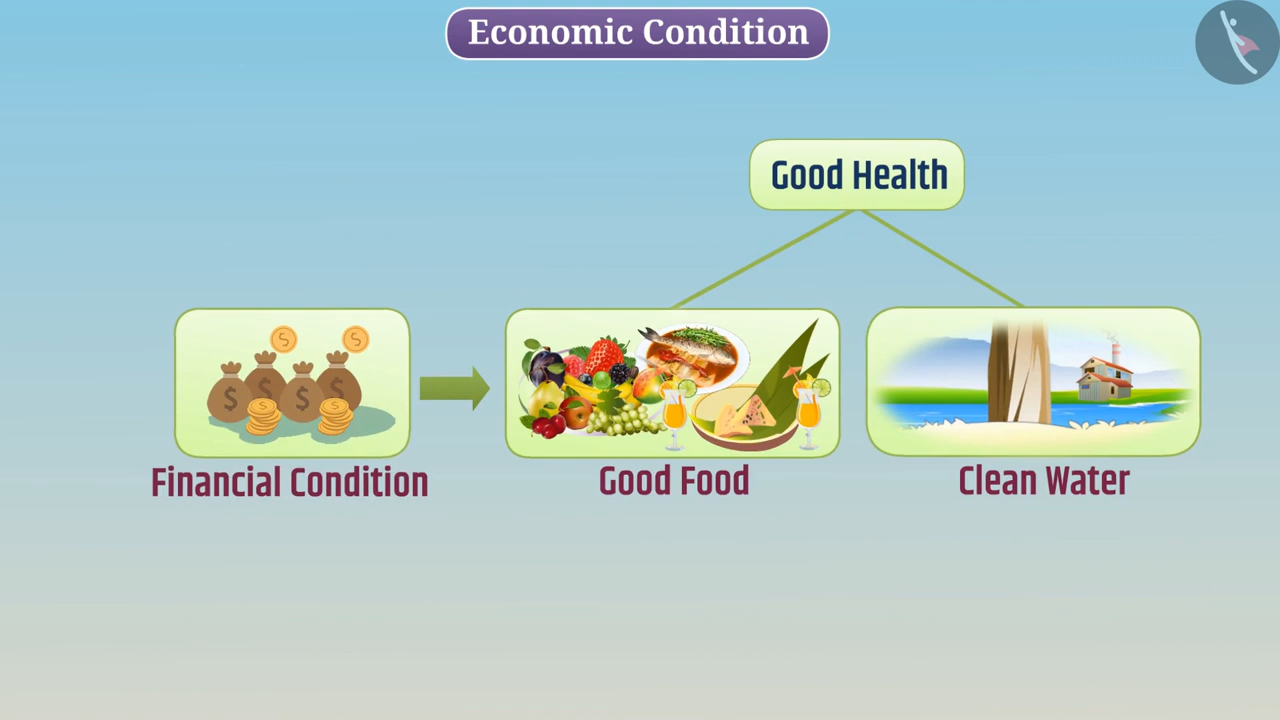 Economic Condition
Good Health
Financial Condition
Good Food
Clean Water